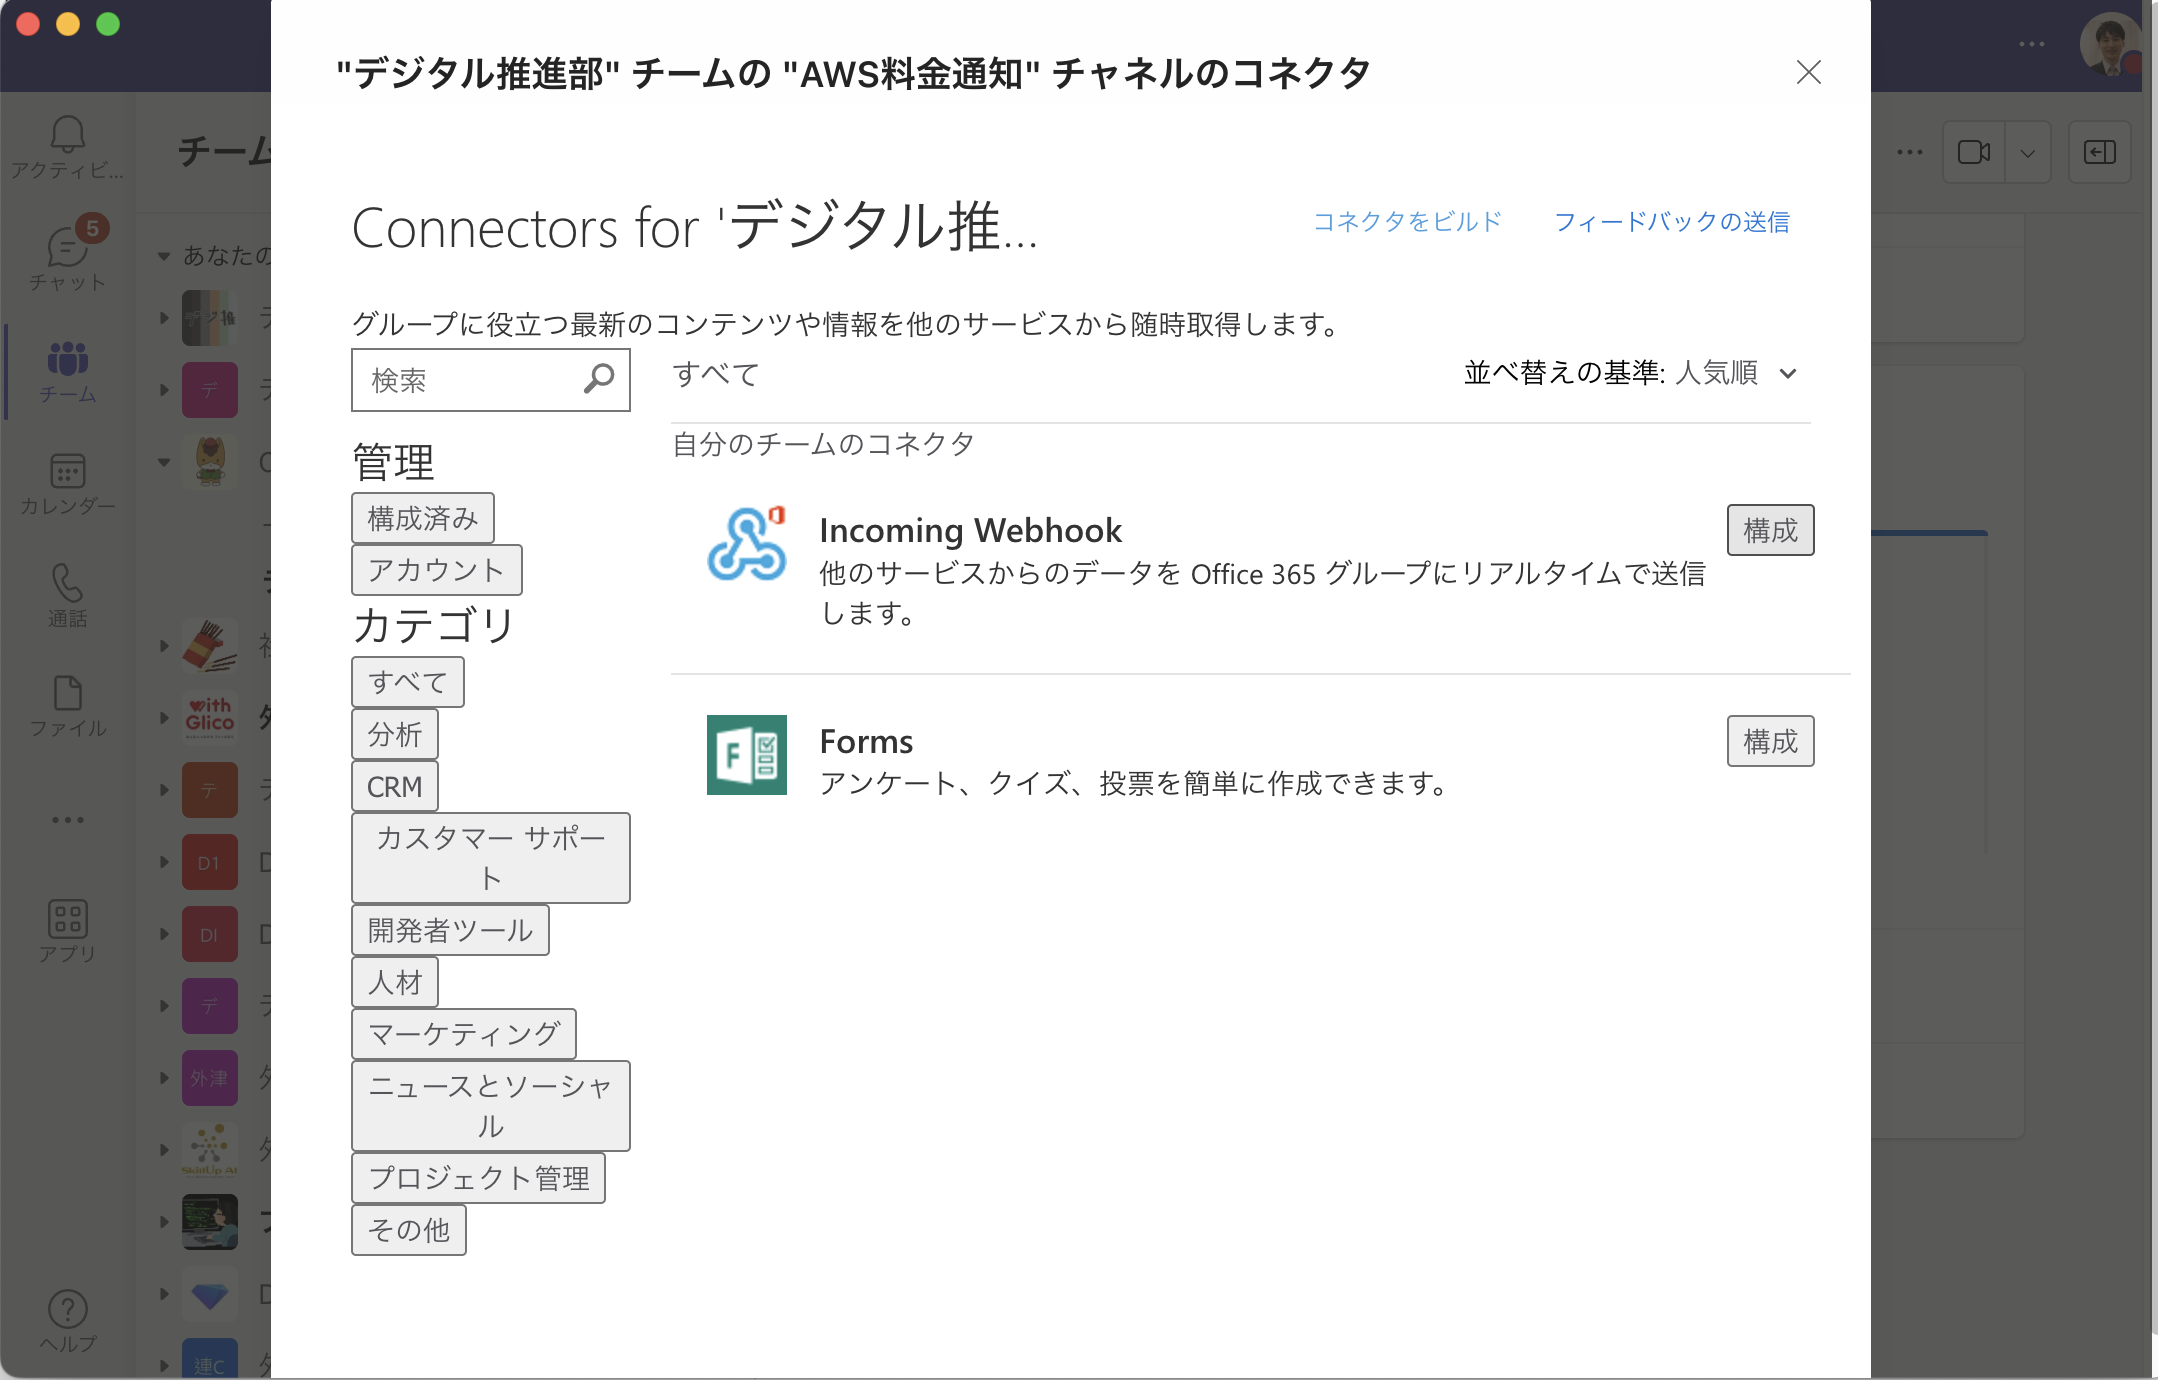 "デジタル推進部" チームの "AWS料金通知" チャネルのコネクタ
Connectors for 'デジタル推...
コネクタをビルド
フィードバックの送信
グループに役立つ最新のコンテンツや情報を他のサービスから随時取得します。
検索
すべて
並べ替えの基準: 人気順
管理
構成済み
アカウント
カテゴリ
すべて
分析
CRM
カスタマー サポー
ト
開発者ツール
人材
マーケティング
ニュースとソーシャ
ル
プロジェクト管理
その他
自分のチームのコネクタ
Incoming Webhook
構成
他のサービスからのデータを Office 365 グループにリアルタイムで送信
します。
Forms
構成
アンケート、クイズ、投票を簡単に作成できます。
アクティビ...
5
チャット
チーム
カレンダー
通話
ファイル
アプリ
ヘルプ
チーム
あなたの
デ
with
Glico
テ
D1
DI
デ
外津
SkillUp AI
連C